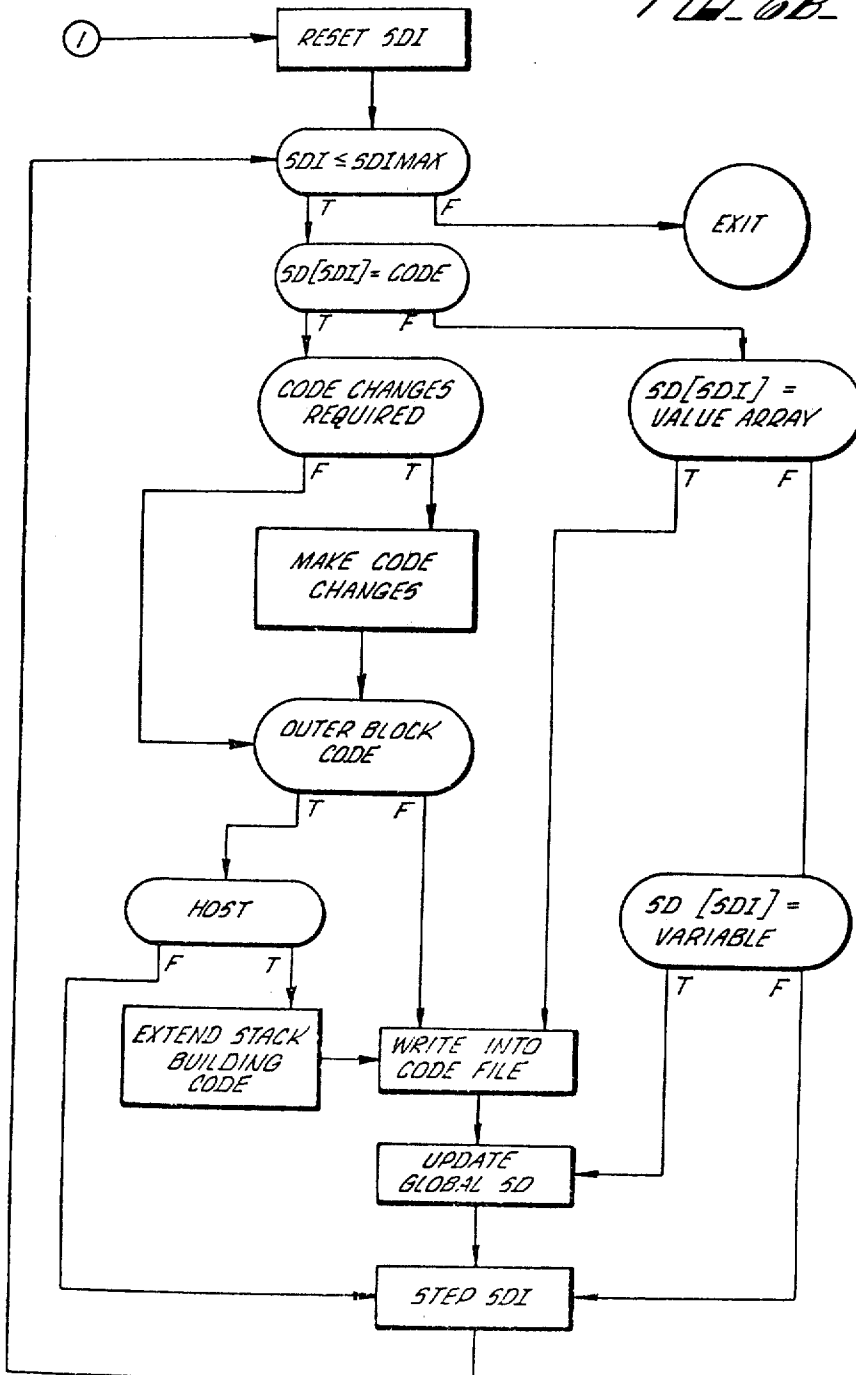 FIG_6B_
1
RESET SDI
SDI ≤ SDIMAX
T F
EXIT
SD[SDI] = CODE
T F
CODE CHANGES
REQUIRED
SD[SDI] =
VALUE ARRAY
F T
T F
MAKE CODE
CHANGES
OUTER BLOCK
CODE
T F
HOST
SD [SDI] =
VARIABLE
F T
T F
EXTEND STACK
BUILDING
CODE
WRITE INTO
CODE FILE
UPDATE
GLOBAL SD
STEP SDI